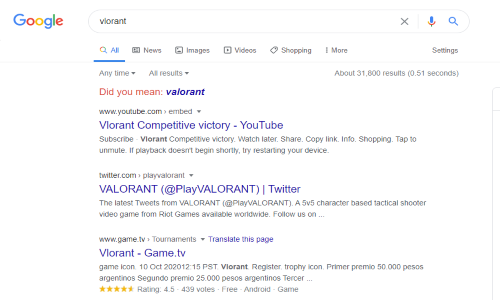 Google
vlorant
All News Images Videos Shopping More Settings
Any time All results About 31,800 results (0.51 seconds)
Did you mean: valorant
www.youtube.com › embed
Vlorant Competitive victory - YouTube
Subscribe · Vlorant Competitive victory. Watch later. Share. Copy link. Info. Shopping. Tap to
unmute. If playback doesn't begin shortly, try restarting your device.
twitter.com › playvalorant
VALORANT (@PlayVALORANT) | Twitter
The latest Tweets from VALORANT (@PlayVALORANT). A 5v5 character based tactical shooter
video game from Riot Games available worldwide. Follow us on ...
www.game.tv › Tournaments Translate this page
Vlorant - Game.tv
game icon. 10 Oct 202012:15 PST. Vlorant. Register. trophy icon. Primer premio 50.000 pesos
argentinos Segundo premio 25.000 pesos argentinos Tercer ...
Rating: 4.5 · 439 votes · Free · Android · Game